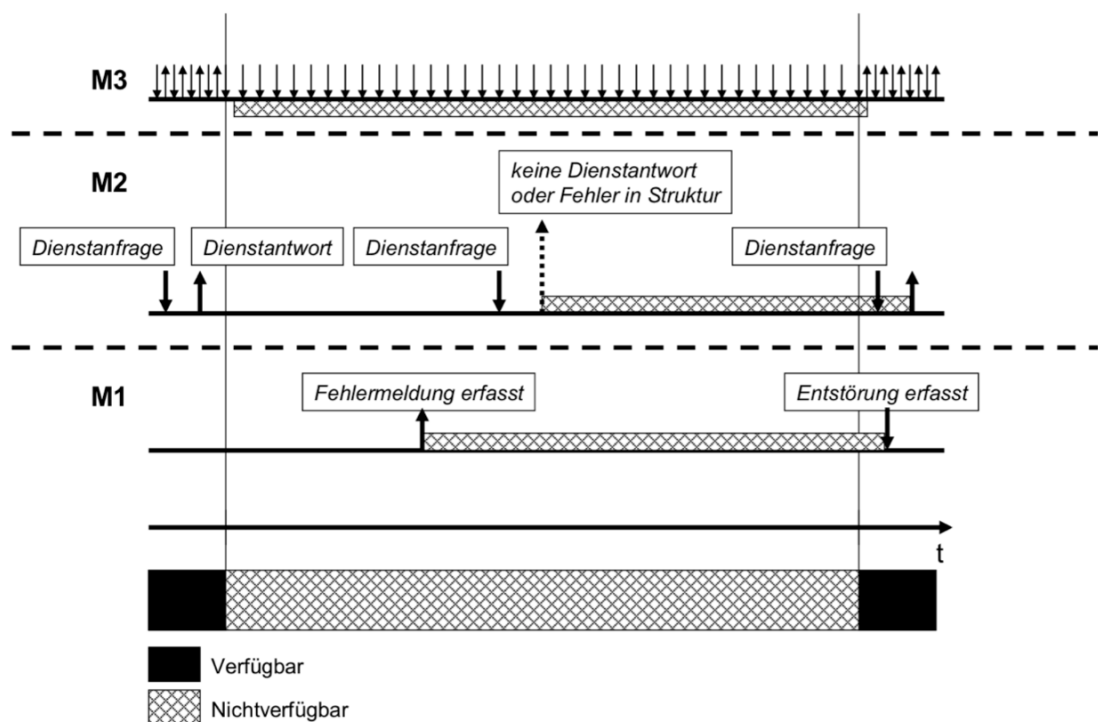 M3
M2
keine Dienstantwort
oder Fehler in Struktur
Dienstanfrage
Dienstantwort
Dienstanfrage
Dienstanfrage
M1
Fehlermeldung erfasst
Entstörung erfasst
t
Verfügbar
Nichtverfügbar